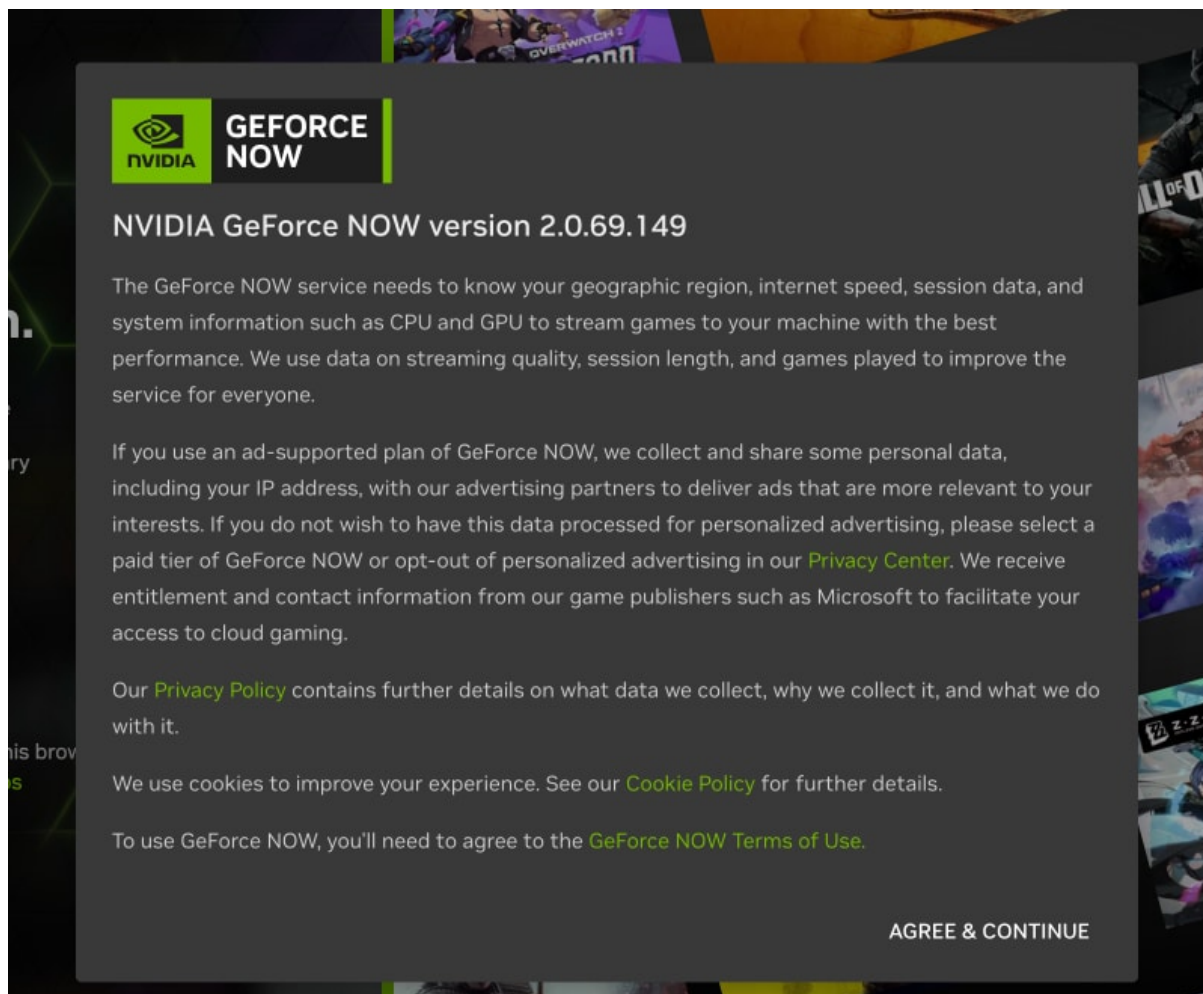 OVERWATCH 2
NVIDIA
GEFORCE
NOW
NVIDIA GeForce NOW version 2.0.69.149
The GeForce NOW service needs to know your geographic region, internet speed, session data, and
system information such as CPU and GPU to stream games to your machine with the best
performance. We use data on streaming quality, session length, and games played to improve the
service for everyone.
If you use an ad-supported plan of GeForce NOW, we collect and share some personal data,
including your IP address, with our advertising partners to deliver ads that are more relevant to your
interests. If you do not wish to have this data processed for personalized advertising, please select a
paid tier of GeForce NOW or opt-out of personalized advertising in our Privacy Center. We receive
entitlement and contact information from our game publishers such as Microsoft to facilitate your
access to cloud gaming.
Our Privacy Policy contains further details on what data we collect, why we collect it, and what we do
with it.
his brow
We use cookies to improve your experience. See our Cookie Policy for further details.
To use GeForce NOW, you'll need to agree to the GeForce NOW Terms of Use.
AGREE & CONTINUE